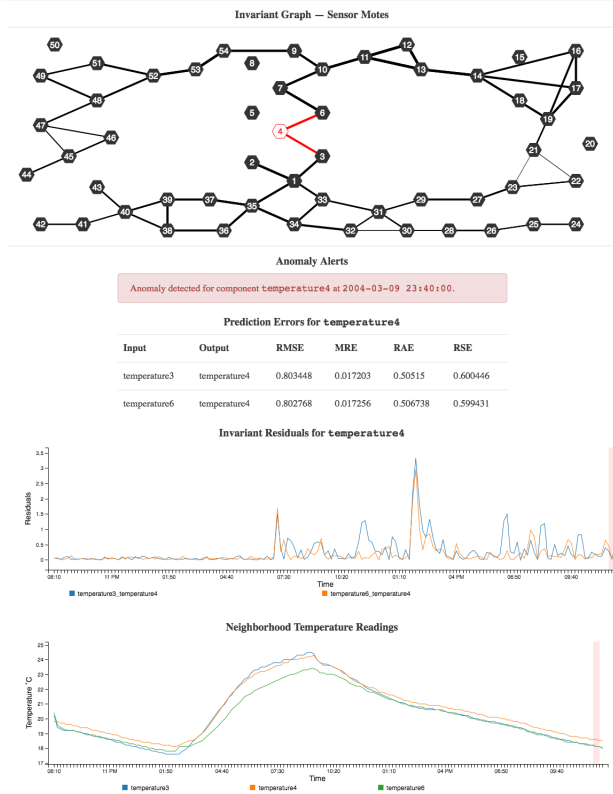 Invariant Graph — Sensor Motes
50
54 9 12
51 8 11 15 16
49 52 53 10 13 14
48 7 18 17
47 5 6 19
46 4 20
45 2 3 21
44 1 22
43 39 37 33 29 27 23
40 35 31
42 41 38 36 34 32 30 28 26 25 24
Anomaly Alerts
Anomaly detected for component temperature4 at 2004-03-09 23:40:00.
Prediction Errors for temperature4
Input Output RMSE MRE RAE RSE
temperature3 temperature4 0.803448 0.017203 0.50515 0.600446
temperature6 temperature4 0.802768 0.017256 0.506738 0.599431
Invariant Residuals for temperature4
Residuals
3.5
3
2.5
2
1.5
1
0.5
0
08:10 11 PM 01:50 04:40 07:30 10:20 01:10 04 PM 06:50 09:40
Time
temperature3_temperature4 temperature6_temperature4
Neighborhood Temperature Readings
Temperature °C
25
24
23
22
21
20
19
18
17
08:10 11 PM 01:50 04:40 07:30 10:20 01:10 04 PM 06:50 09:40
Time
temperature3 temperature4 temperature6